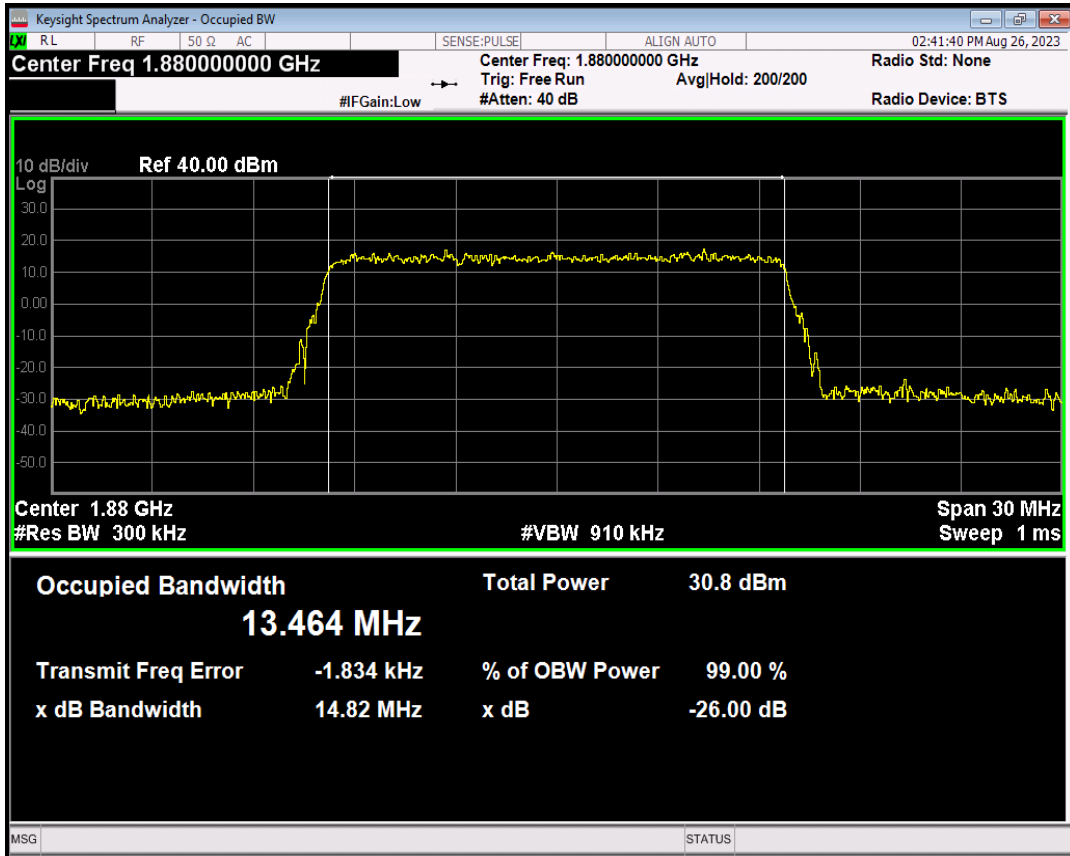 Keysight Spectrum Analyzer - Occupied BW
LXI RL RF 50 Ω AC SENSE:PULSE ALIGN AUTO 02:41:40 PM Aug 26, 2023
Center Freq 1.880000000 GHz Center Freq: 1.880000000 GHz Radio Std: None
Trig: Free Run Avg|Hold: 200/200
#IFGain:Low #Atten: 40 dB Radio Device: BTS
10 dB/div Ref 40.00 dBm
Log
30.0
20.0
10.0
0.00
-10.0
-20.0
-30.0
-40.0
-50.0
Center 1.88 GHz Span 30 MHz
#Res BW 300 kHz #VBW 910 kHz Sweep 1 ms
Occupied Bandwidth Total Power 30.8 dBm
13.464 MHz
Transmit Freq Error -1.834 kHz % of OBW Power 99.00 %
x dB Bandwidth 14.82 MHz x dB -26.00 dB
MSG STATUS